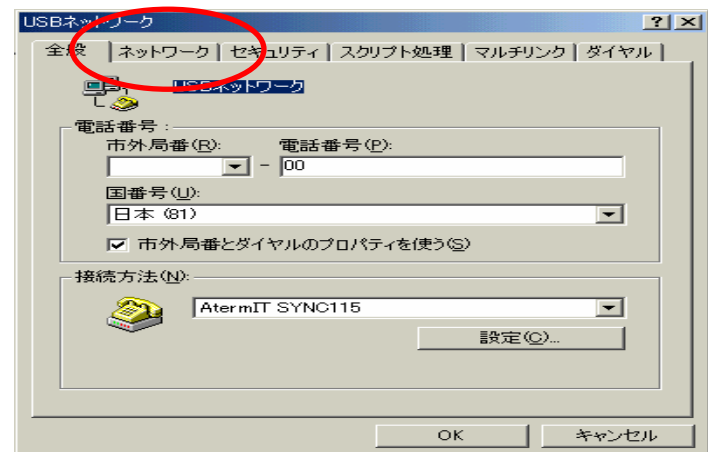 USBネットワーク
全般 ネットワーク セキュリティ スクリプト処理 マルチリンク ダイヤル
USBネットワーク
電話番号：
市外局番(R): 電話番号(P):
- 00
国番号(U):
日本 (81)
市外局番とダイヤルのプロパティを使う(S)
接続方法(N):
AtermIT SYNC115
設定(C)...
OK キャンセル